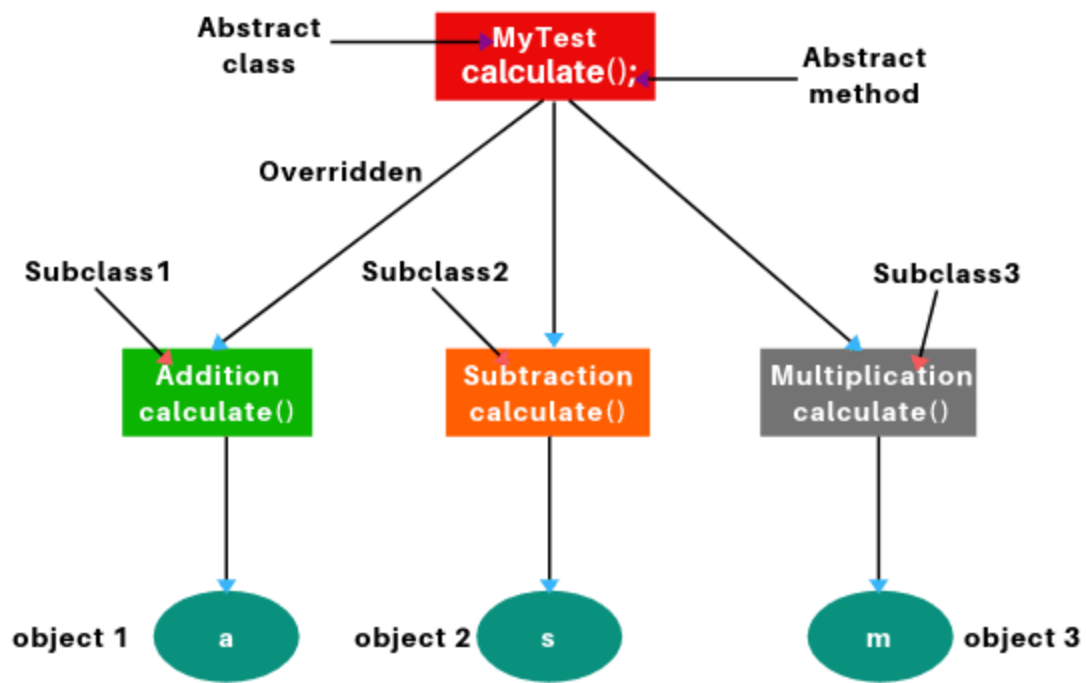 Abstract
class
MyTest
calculate();
Abstract
method
Overridden
Subclass1
Subclass2
Subclass3
Addition
calculate()
Subtraction
calculate()
Multiplication
calculate()
object 1
a
object 2
s
m
object 3